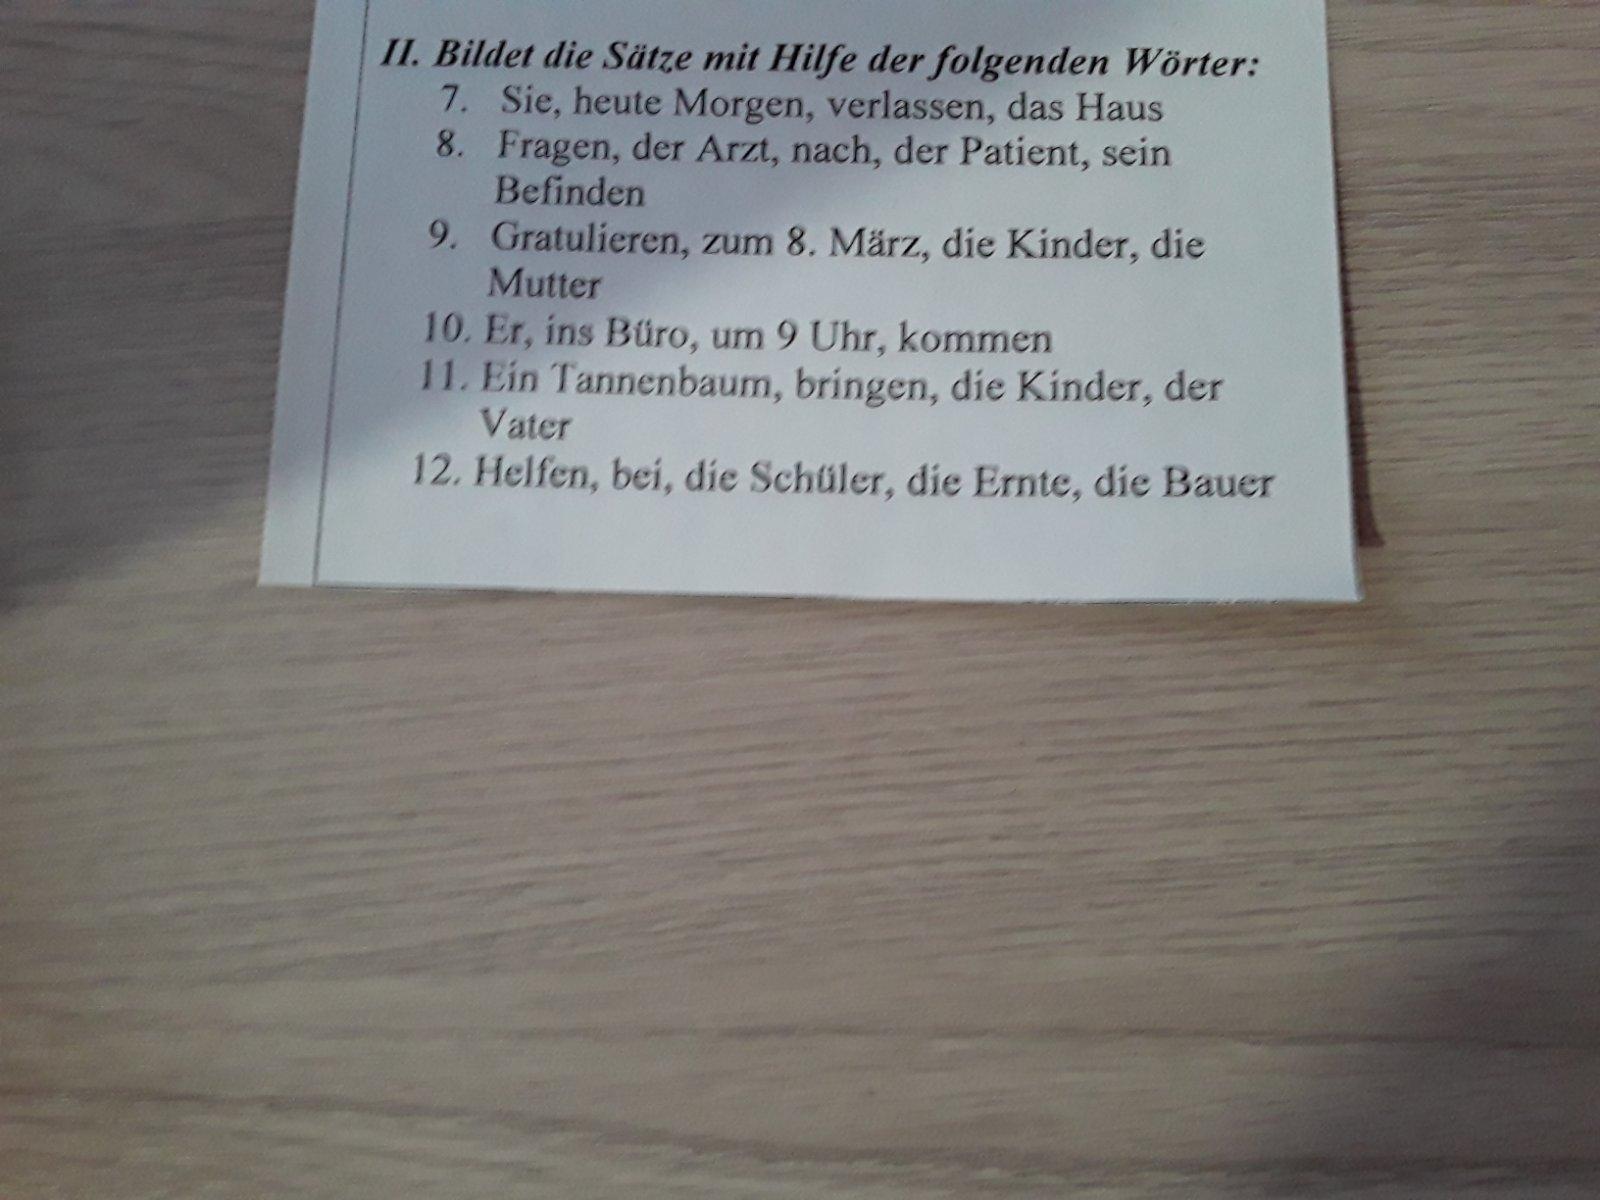 II. Bildet die Sätze mit Hilfe der folgenden Wörter:
7. Sie, heute Morgen, verlassen, das Haus
8. Fragen, der Arzt, nach, der Patient, sein
Befinden
9. Gratulieren, zum 8. März, die Kinder, die
Mutter
10. Er, ins Büro, um 9 Uhr, kommen
11. Ein Tannenbaum, bringen, die Kinder, der
Vater
12. Helfen, bei, die Schüler, die Ernte, die Bauer